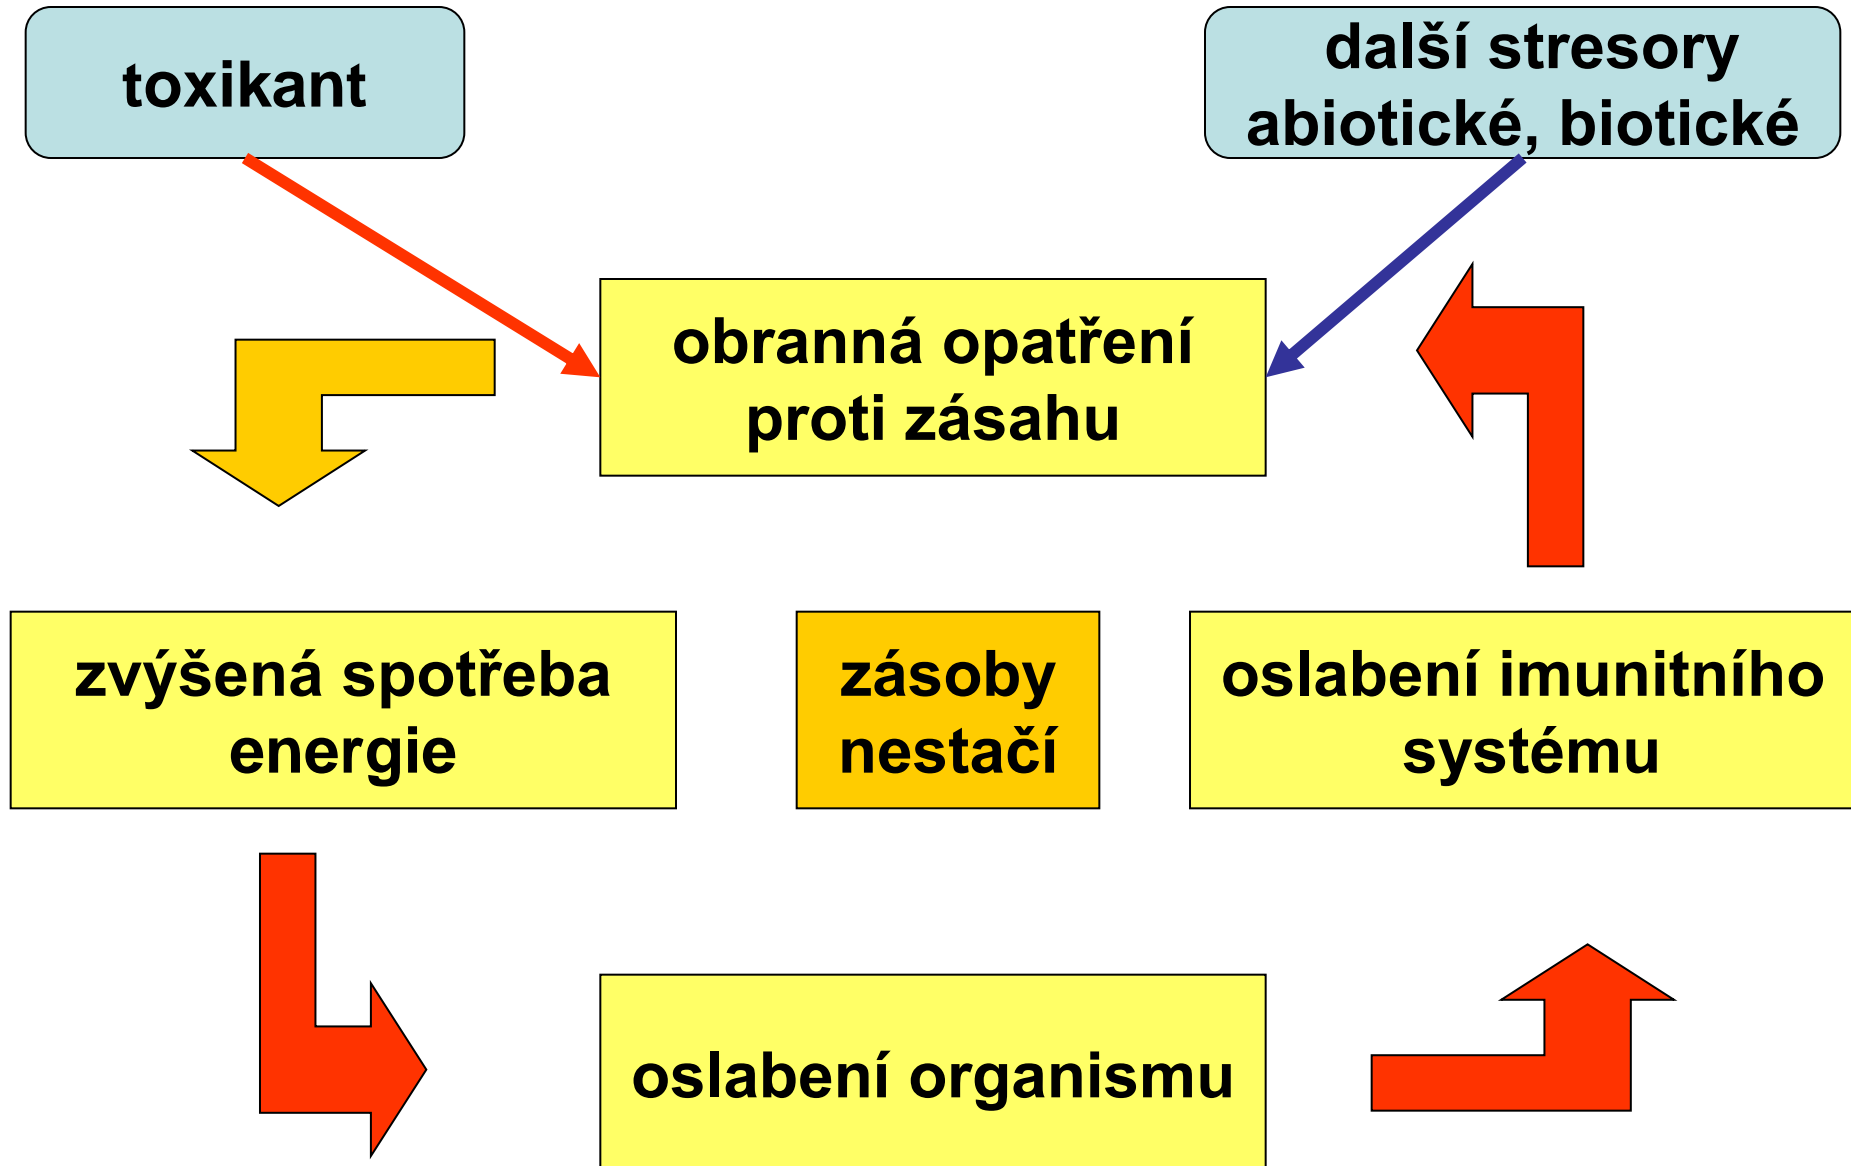 toxikant
další stresory
abiotické, biotické
obranná opatření
proti zásahu
zvýšená spotřeba
energie
zásoby
nestačí
oslabení imunitního
systému
oslabení organismu